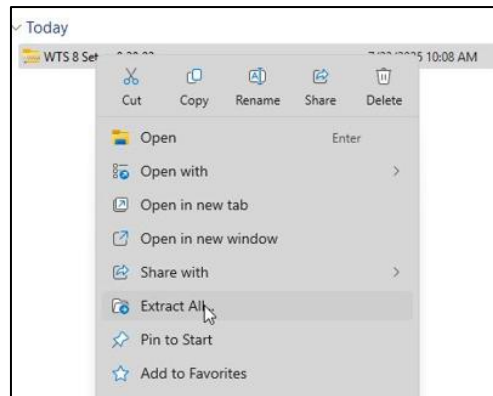 Today
WTS 8 Set 10:08 AM
Cut Copy Rename Share Delete
Open Enter
Open with
Open in new tab
Open in new window
Share with
Extract All...
Pin to Start
Add to Favorites